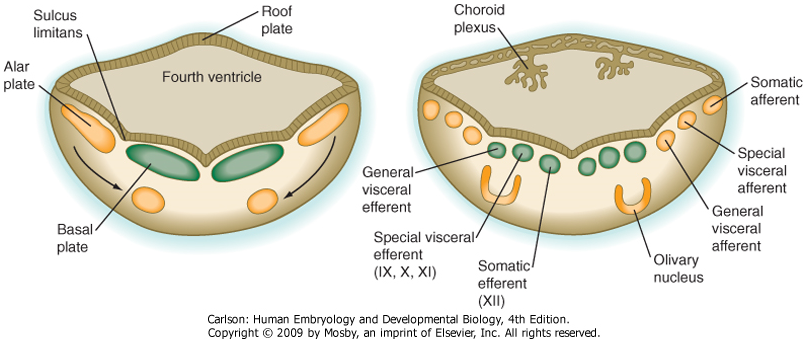 Sulcus
limitans
Roof
plate
Alar
plate
Fourth ventricle
Basal
plate
Choroid
plexus
Somatic
afferent
Special
visceral
afferent
General
visceral
afferent
General
visceral
efferent
Special visceral
efferent
(IX, X, XI)
Somatic
efferent
(XII)
Olivary
nucleus
Carlson: Human Embryology and Developmental Biology, 4th Edition.
Copyright © 2009 by Mosby, an imprint of Elsevier, Inc. All rights reserved.